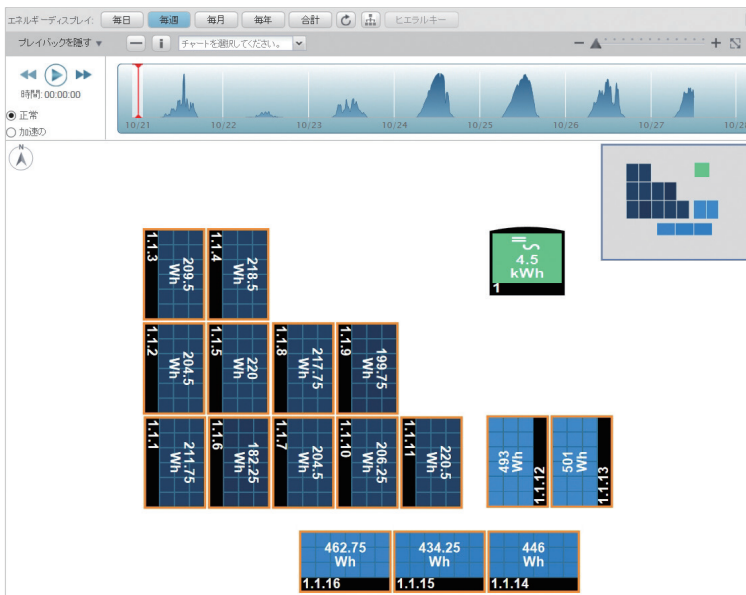 エネルギーディスプレイ: 毎日 毎週 毎月 毎年 合計 ヒエラルキー
プレイバックを隠す ▼ i チャートを選択してください。
時間: 00:00:00
正常
加速の
10/21 10/22 10/23 10/24 10/25 10/26 10/27 10/28
N
1.1.3 209.5 Wh
1.1.4 218.5 Wh
4.5 kWh
1
1.1.2 204.5 Wh
1.1.5 220 Wh
1.1.8 217.75 Wh
1.1.9 199.75 Wh
1.1.1 211.75 Wh
1.1.6 182.25 Wh
1.1.7 204.5 Wh
1.1.10 206.25 Wh
1.1.11 220.5 Wh
493 Wh 1.1.12
501 Wh 1.1.13
462.75 Wh 1.1.16
434.25 Wh 1.1.15
446 Wh 1.1.14